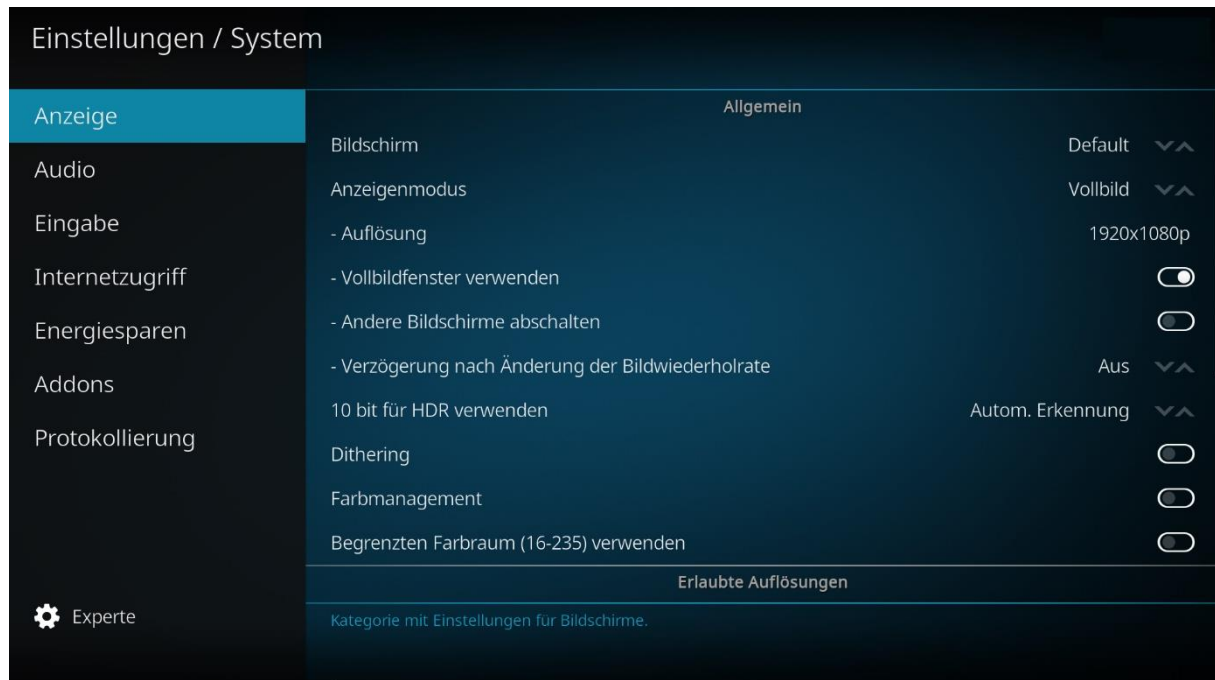 Einstellungen / System
Anzeige
Audio
Eingabe
Internetzugriff
Energiesparen
Addons
Protokollierung
Experte
Allgemein
Bildschirm Default
Anzeigenmodus Vollbild
- Auflösung 1920x1080p
- Vollbildfenster verwenden
- Andere Bildschirme abschalten
- Verzögerung nach Änderung der Bildwiederholrate Aus
10 bit für HDR verwenden Autom. Erkennung
Dithering
Farbmanagement
Begrenzten Farbraum (16-235) verwenden
Erlaubte Auflösungen
Kategorie mit Einstellungen für Bildschirme.